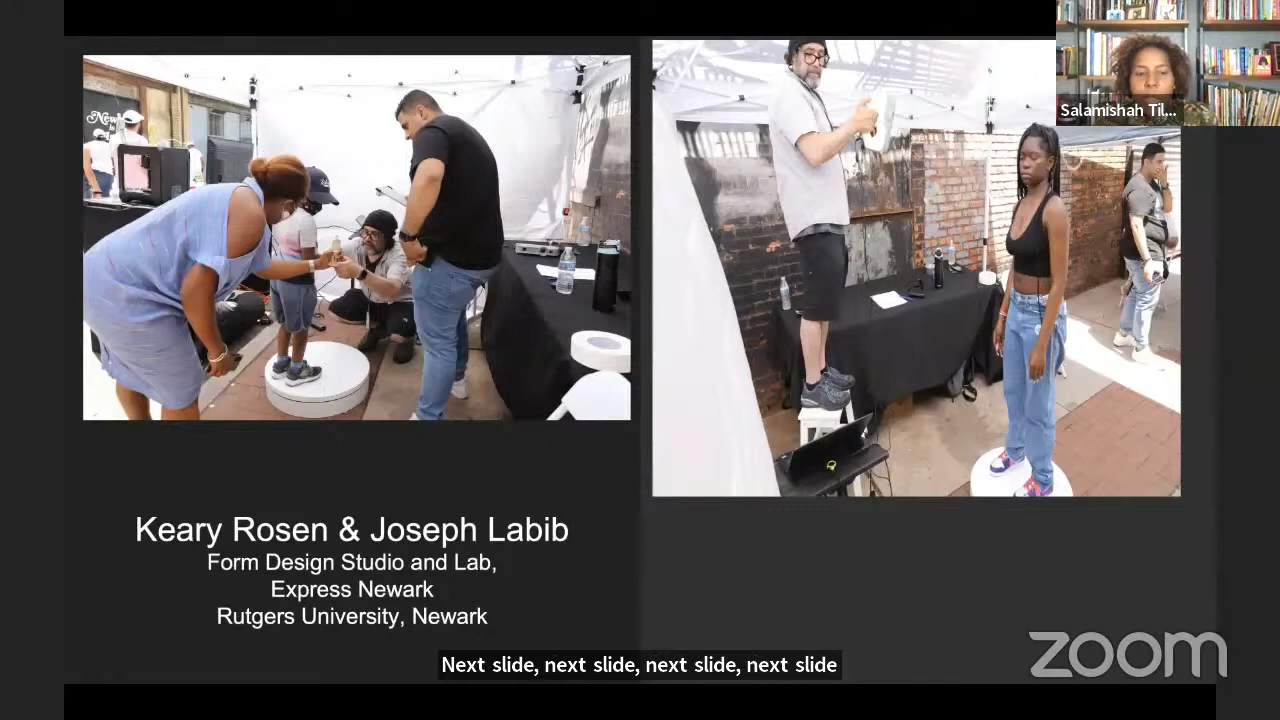 Salamishah Til...
Keary Rosen & Joseph Labib
Form Design Studio and Lab,
Express Newark
Rutgers University, Newark
Next slide, next slide, next slide, next slide
zoom